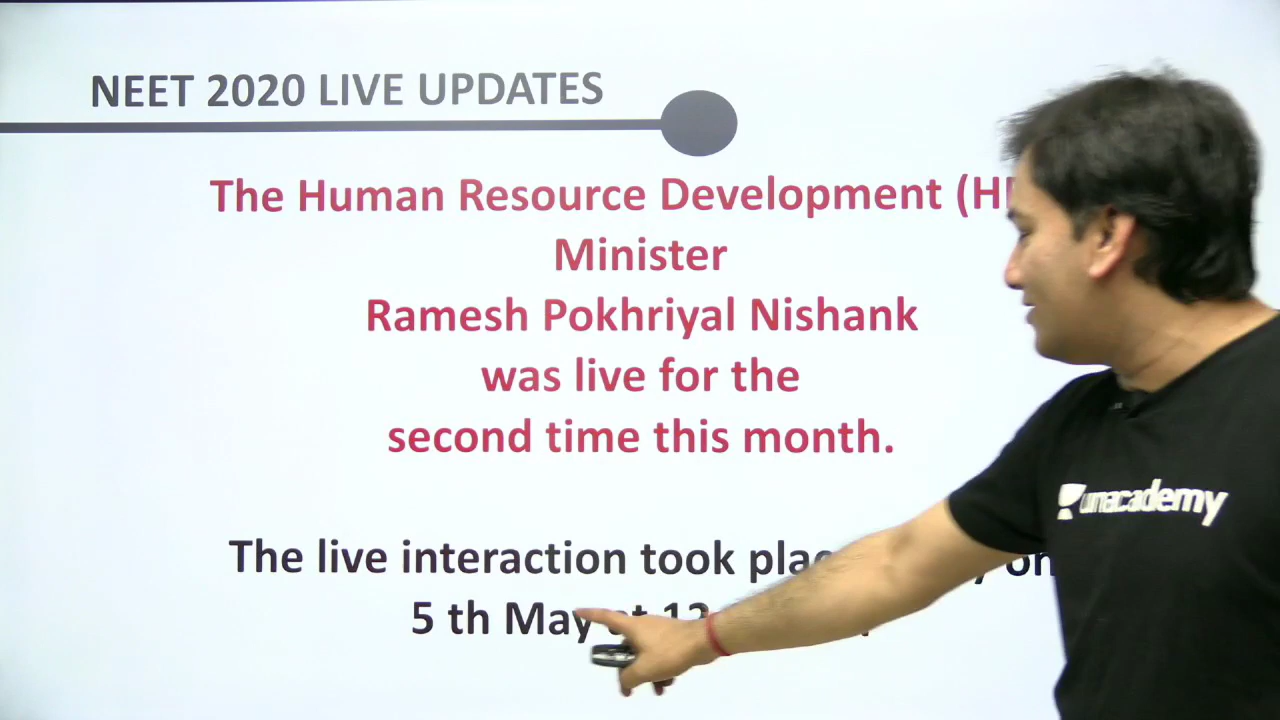 NEET 2020 LIVE UPDATES
The Human Resource Development
Minister
Ramesh Pokhriyal Nishank
was live for the
second time this month.
The live interaction took
5 th May at
unacademy